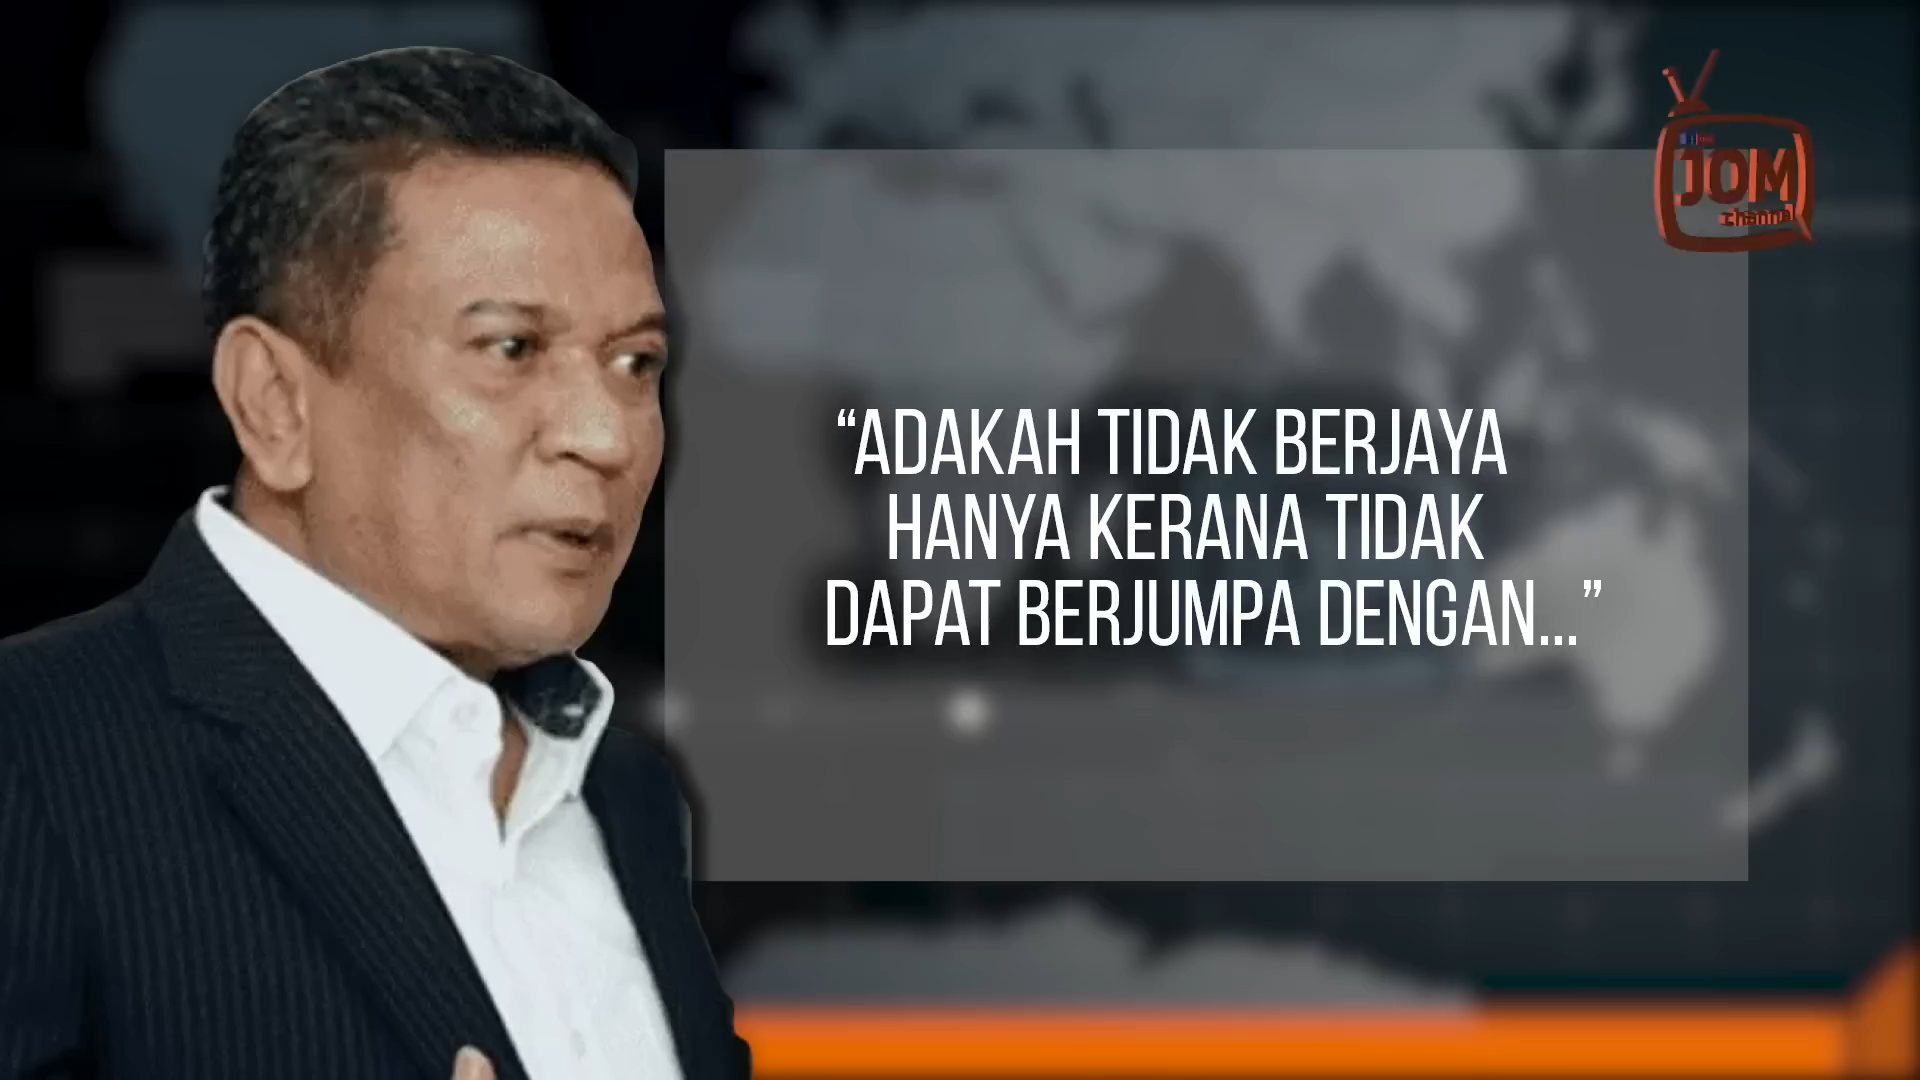 JOM
channel
“ADAKAH TIDAK BERJAYA
HANYA KERANA TIDAK
DAPAT BERJUMPA DENGAN...”